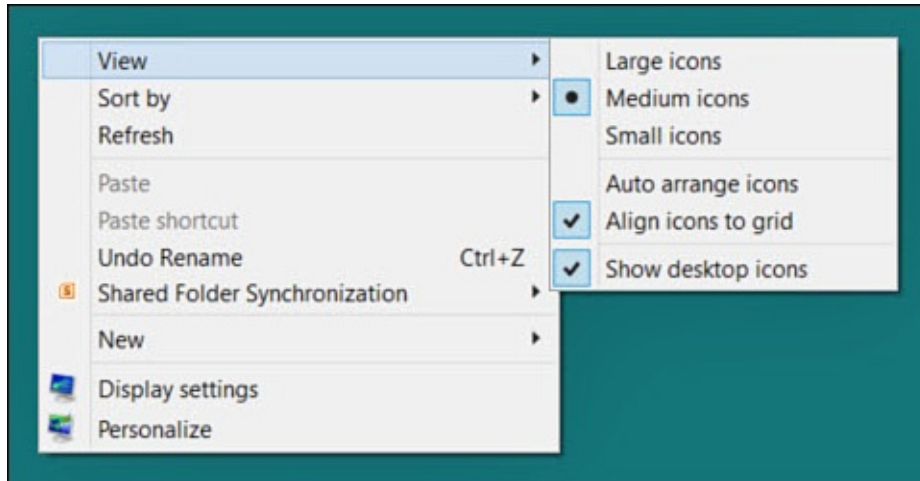 View
Sort by
Refresh
Paste
Paste shortcut
Undo Rename Ctrl+Z
S
Shared Folder Synchronization
New
Display settings
Personalize
Large icons
Medium icons
Small icons
Auto arrange icons
Align icons to grid
Show desktop icons